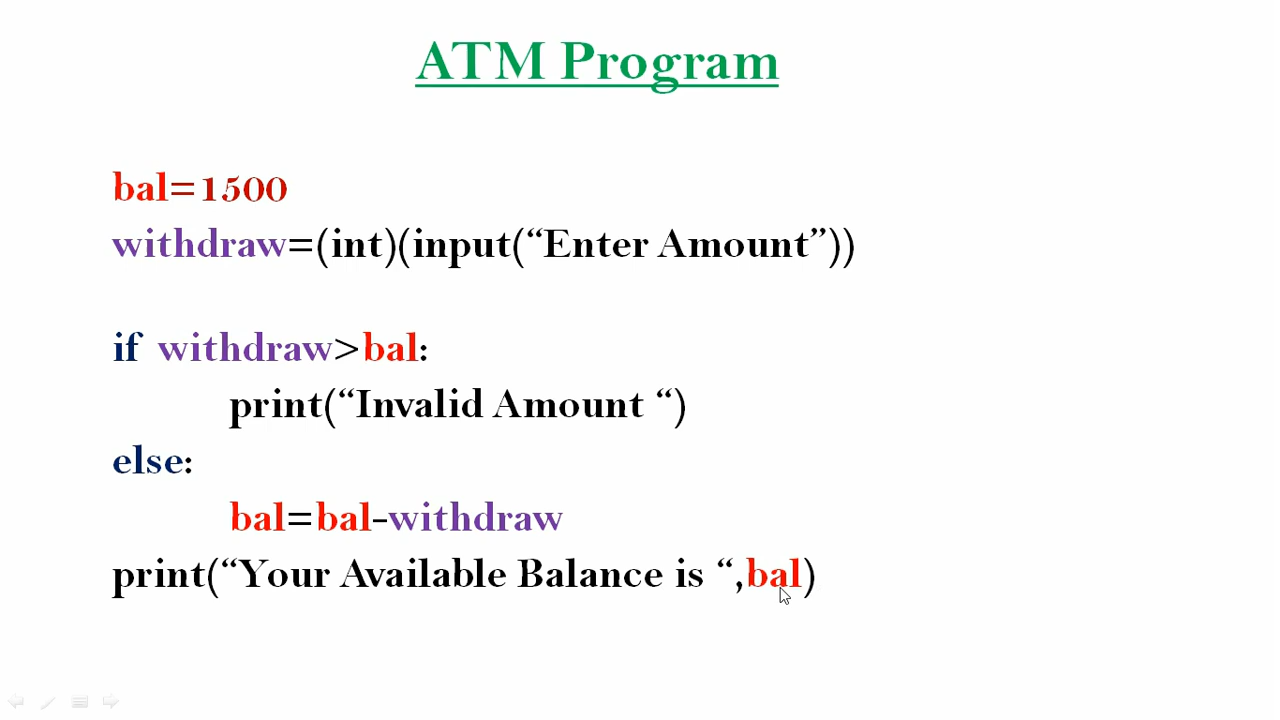 ATM Program
bal=1500
withdraw=(int)(input(“Enter Amount”))
if withdraw>bal:
print(“Invalid Amount “)
else:
bal=bal-withdraw
print(“Your Available Balance is “,bal)